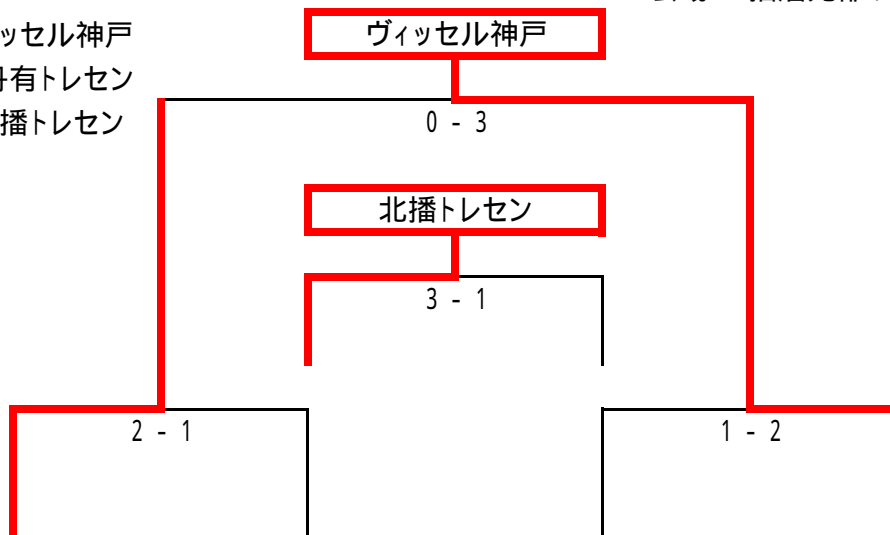 ッセル神戸
ヴィッセル神戸
有トレセン
播トレセン
0 - 3
北播トレセン
3 - 1
2 - 1
1 - 2